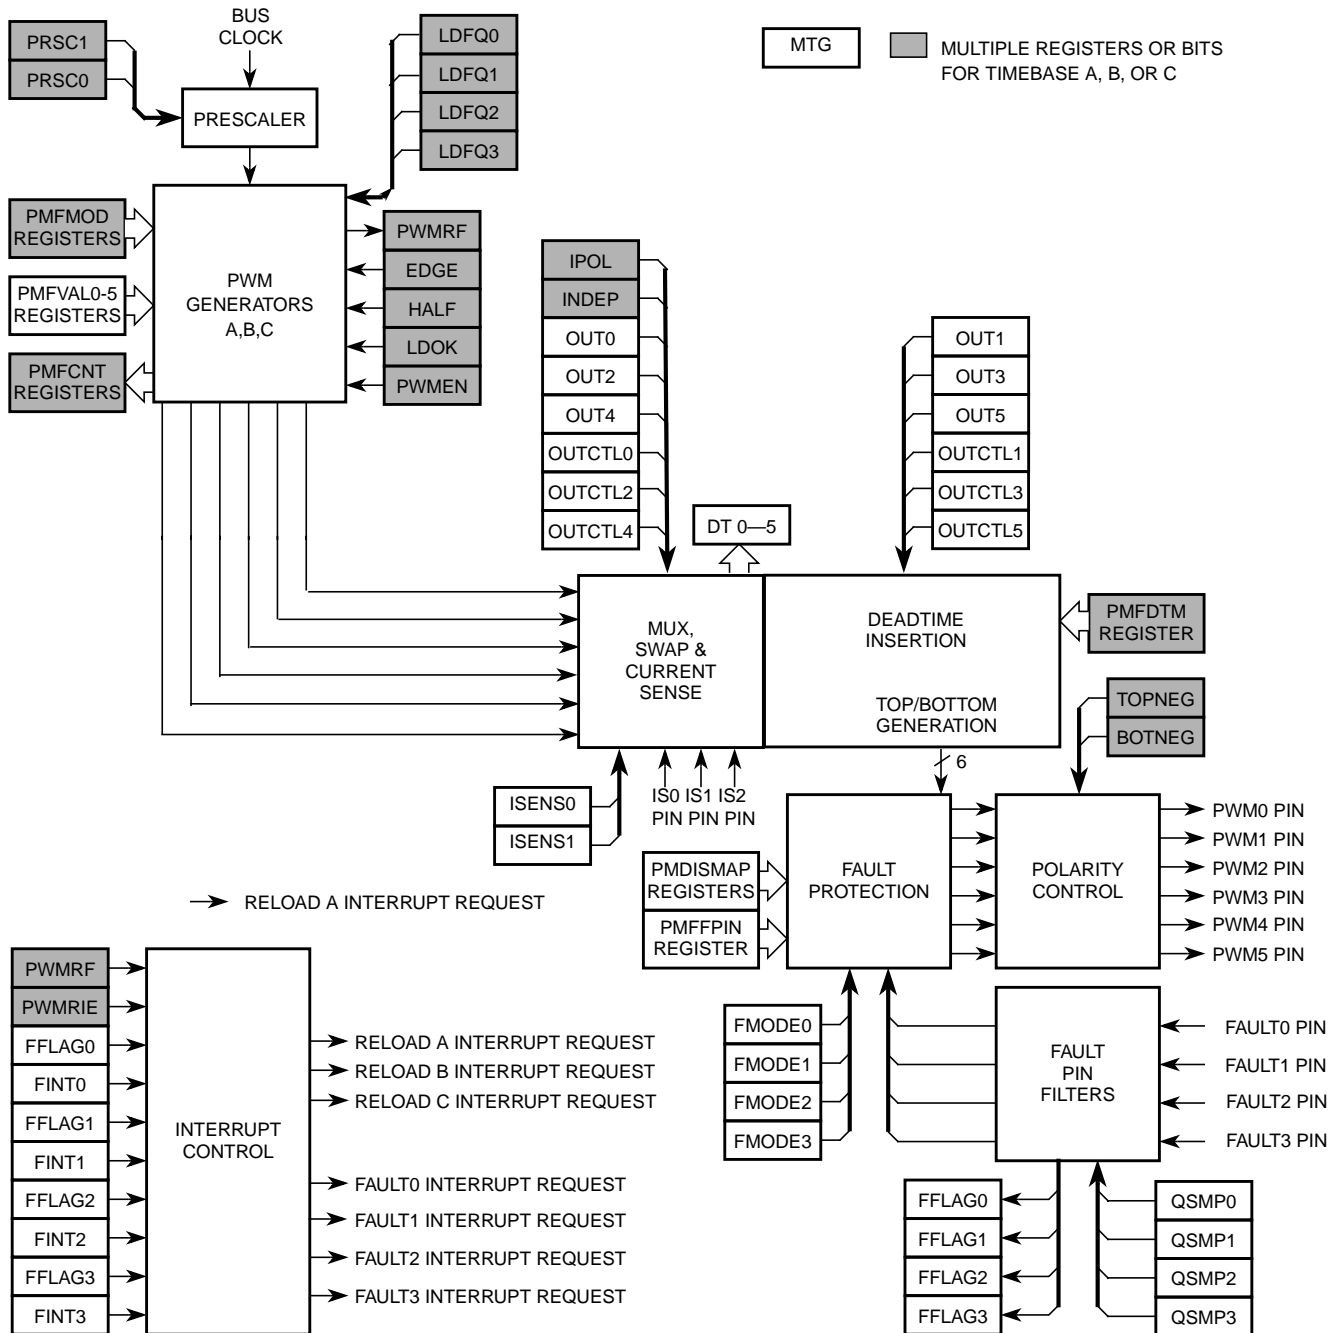 PRSC1
PRSC0
BUS
CLOCK
PRESCALER
LDFQ0
LDFQ1
LDFQ2
LDFQ3
MTG
MULTIPLE REGISTERS OR BITS
FOR TIMEBASE A, B, OR C
PMFMOD
REGISTERS
PMFVAL0-5
REGISTERS
PMFCNT
REGISTERS
PWM
GENERATORS
A,B,C
PWMRF
EDGE
HALF
LDOK
PWMEN
IPOL
INDEP
OUT0
OUT2
OUT4
OUTCTL0
OUTCTL2
OUTCTL4
DT 0—5
OUT1
OUT3
OUT5
OUTCTL1
OUTCTL3
OUTCTL5
MUX,
SWAP &
CURRENT
SENSE
DEADTIME
INSERTION
TOP/BOTTOM
GENERATION
PMFDTM
REGISTER
TOPNEG
BOTNEG
6
ISENS0
ISENS1
IS0 IS1 IS2
PIN PIN PIN
PMDISMAP
REGISTERS
PMFFPIN
REGISTER
FAULT
PROTECTION
POLARITY
CONTROL
PWM0 PIN
PWM1 PIN
PWM2 PIN
PWM3 PIN
PWM4 PIN
PWM5 PIN
RELOAD A INTERRUPT REQUEST
PWMRF
PWMRIE
FFLAG0
FINT0
FFLAG1
FINT1
FFLAG2
FINT2
FFLAG3
FINT3
INTERRUPT
CONTROL
RELOAD A INTERRUPT REQUEST
RELOAD B INTERRUPT REQUEST
RELOAD C INTERRUPT REQUEST
FAULT0 INTERRUPT REQUEST
FAULT1 INTERRUPT REQUEST
FAULT2 INTERRUPT REQUEST
FAULT3 INTERRUPT REQUEST
FMODE0
FMODE1
FMODE2
FMODE3
FAULT
PIN
FILTERS
FAULT0 PIN
FAULT1 PIN
FAULT2 PIN
FAULT3 PIN
FFLAG0
FFLAG1
FFLAG2
FFLAG3
QSMP0
QSMP1
QSMP2
QSMP3